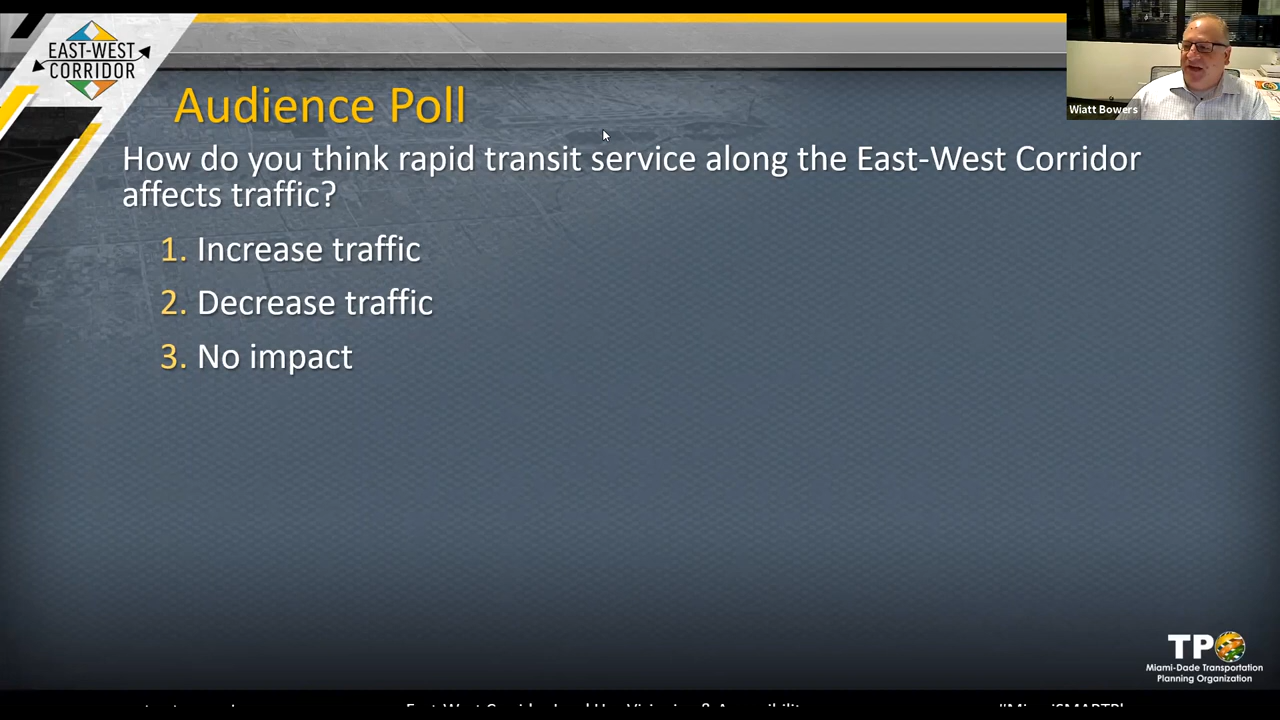 EAST-WEST
CORRIDOR
Wiatt Bowers
Audience Poll
How do you think rapid transit service along the East-West Corridor
affects traffic?
1. Increase traffic
2. Decrease traffic
3. No impact
TPO
Miami-Dade Transportation
Planning Organization